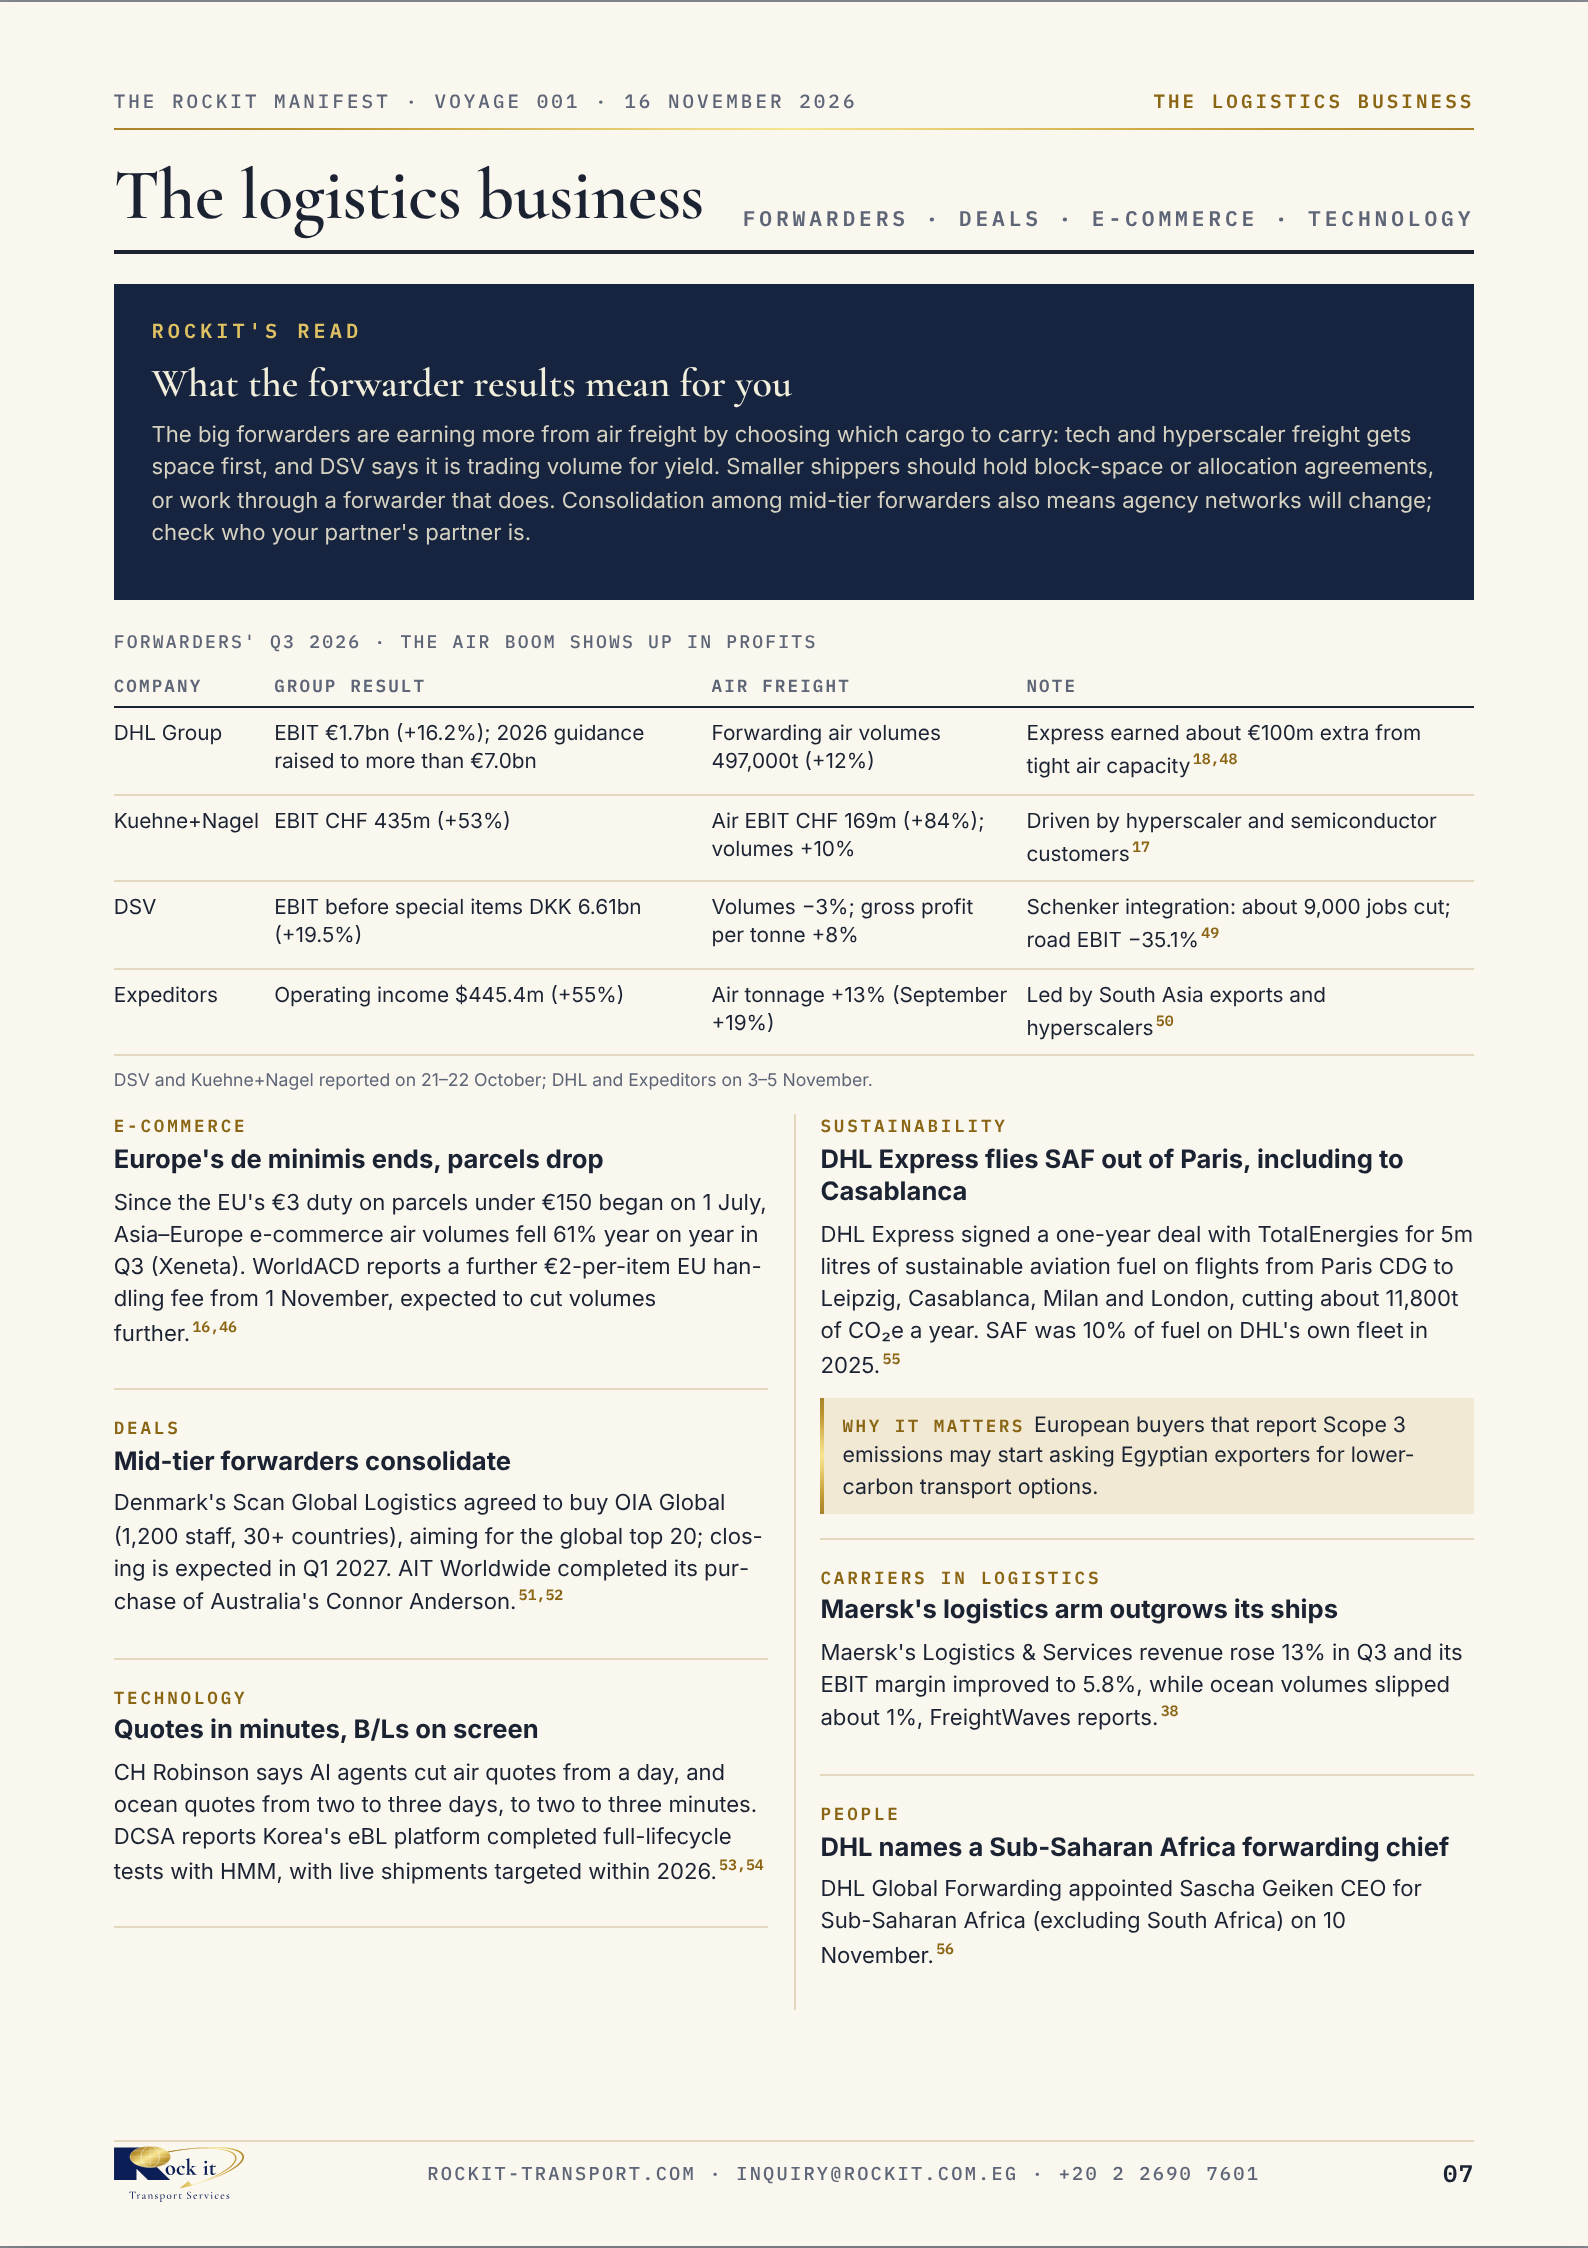 THE ROCKIT MANIFEST · VOYAGE 001 · 16 NOVEMBER 2026
THE LOGISTICS BUSINESS
The logistics business
FORWARDERS · DEALS · E-COMMERCE · TECHNOLOGY
ROCKIT'S READ
What the forwarder results mean for you
The big forwarders are earning more from air freight by choosing which cargo to carry: tech and hyperscaler freight gets
space first, and DSV says it is trading volume for yield. Smaller shippers should hold block-space or allocation agreements,
or work through a forwarder that does. Consolidation among mid-tier forwarders also means agency networks will change;
check who your partner's partner is.
FORWARDERS' Q3 2026 · THE AIR BOOM SHOWS UP IN PROFITS
COMPANY GROUP RESULT AIR FREIGHT NOTE
DHL Group EBIT €1.7bn (+16.2%); 2026 guidance Forwarding air volumes Express earned about €100m extra from
raised to more than €7.0bn 497,000t (+12%) tight air capacity 18,48
Kuehne+Nagel EBIT CHF 435m (+53%) Air EBIT CHF 169m (+84%); Driven by hyperscaler and semiconductor
volumes +10% customers 17
DSV EBIT before special items DKK 6.61bn Volumes −3%; gross profit Schenker integration: about 9,000 jobs cut;
(+19.5%) per tonne +8% road EBIT −35.1% 49
Expeditors Operating income $445.4m (+55%) Air tonnage +13% (September Led by South Asia exports and
+19%) hyperscalers 50
DSV and Kuehne+Nagel reported on 21–22 October; DHL and Expeditors on 3–5 November.
E-COMMERCE
Europe's de minimis ends, parcels drop
Since the EU's €3 duty on parcels under €150 began on 1 July,
Asia–Europe e-commerce air volumes fell 61% year on year in
Q3 (Xeneta). WorldACD reports a further €2-per-item EU han-
dling fee from 1 November, expected to cut volumes
further. 16,46
DEALS
Mid-tier forwarders consolidate
Denmark's Scan Global Logistics agreed to buy OIA Global
(1,200 staff, 30+ countries), aiming for the global top 20; clos-
ing is expected in Q1 2027. AIT Worldwide completed its pur-
chase of Australia's Connor Anderson. 51,52
TECHNOLOGY
Quotes in minutes, B/Ls on screen
CH Robinson says AI agents cut air quotes from a day, and
ocean quotes from two to three days, to two to three minutes.
DCSA reports Korea's eBL platform completed full-lifecycle
tests with HMM, with live shipments targeted within 2026. 53,54
SUSTAINABILITY
DHL Express flies SAF out of Paris, including to
Casablanca
DHL Express signed a one-year deal with TotalEnergies for 5m
litres of sustainable aviation fuel on flights from Paris CDG to
Leipzig, Casablanca, Milan and London, cutting about 11,800t
of CO₂e a year. SAF was 10% of fuel on DHL's own fleet in
2025. 55
WHY IT MATTERS European buyers that report Scope 3
emissions may start asking Egyptian exporters for lower-
carbon transport options.
CARRIERS IN LOGISTICS
Maersk's logistics arm outgrows its ships
Maersk's Logistics & Services revenue rose 13% in Q3 and its
EBIT margin improved to 5.8%, while ocean volumes slipped
about 1%, FreightWaves reports. 38
PEOPLE
DHL names a Sub-Saharan Africa forwarding chief
DHL Global Forwarding appointed Sascha Geiken CEO for
Sub-Saharan Africa (excluding South Africa) on 10
November. 56
Rock it
Transport Services
ROCKIT-TRANSPORT.COM · INQUIRY@ROCKIT.COM.EG · +20 2 2690 7601
07